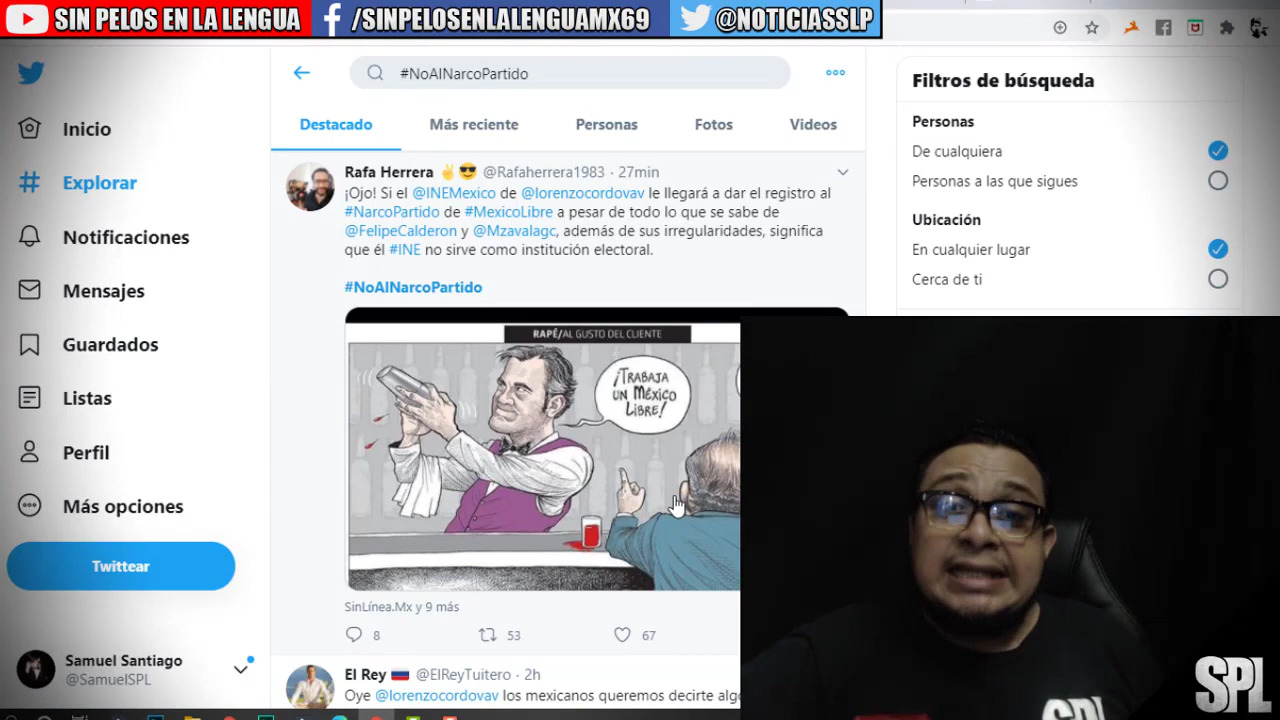 SIN PELOS EN LA LENGUA
/SINPELOSENLALENGUAMX69
@NOTICIASSLP
#NoAlNarcoPartido
Filtros de búsqueda
Destacado
Más reciente
Personas
Fotos
Videos
Inicio
Explorar
Notificaciones
Mensajes
Guardados
Listas
Perfil
Más opciones
Twittear
Samuel Santiago
@SamuelSPL
Rafa Herrera ✌😎 @Rafaherrera1983 · 27min
¡Ojo! Si el @INEMexico de @lorenzocordovav le llegará a dar el registro al
#NarcoPartido de #MexicoLibre a pesar de todo lo que se sabe de
@FelipeCalderon y @Mzavalagc, además de sus irregularidades, significa
que él #INE no sirve como institución electoral.
#NoAlNarcoPartido
RAPÉ/AL GUSTO DEL CLIENTE
¡TRABAJA
UN MÉXICO
LIBRE!
SinLínea.Mx y 9 más
8
53
67
El Rey @ElReyTuitero · 2h
Oye @lorenzocordovav los mexicanos queremos decirte algo
Personas
De cualquiera
Personas a las que sigues
Ubicación
En cualquier lugar
Cerca de ti
SPL
SPL